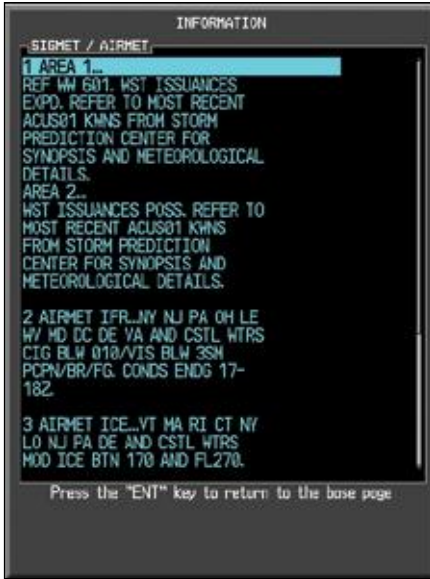 INFORMATION
SIGMET / AIRMET
1 AREA 1...
REF WW 601. WST ISSUANCES
EXPD. REFER TO MOST RECENT
ACUS01 KWNS FROM STORM
PREDICTION CENTER FOR
SYNOPSIS AND METEOROLOGICAL
DETAILS.
AREA 2...
WST ISSUANCES POSS. REFER TO
MOST RECENT ACUS01 KWNS
FROM STORM PREDICTION
CENTER FOR SYNOPSIS AND
METEOROLOGICAL DETAILS.
2 AIRMET IFR...NY NJ PA OH LE
WV MD DC DE VA AND CSTL WTRS
CIG BLW 010/VIS BLW 3SM
PCPN/BR/FG. CONDS ENDG 17-
18Z.
3 AIRMET ICE...VT MA RI CT NY
LO NJ PA DE AND CSTL WTRS
MOD ICE BTN 170 AND FL270.
Press the "ENT" key to return to the base page